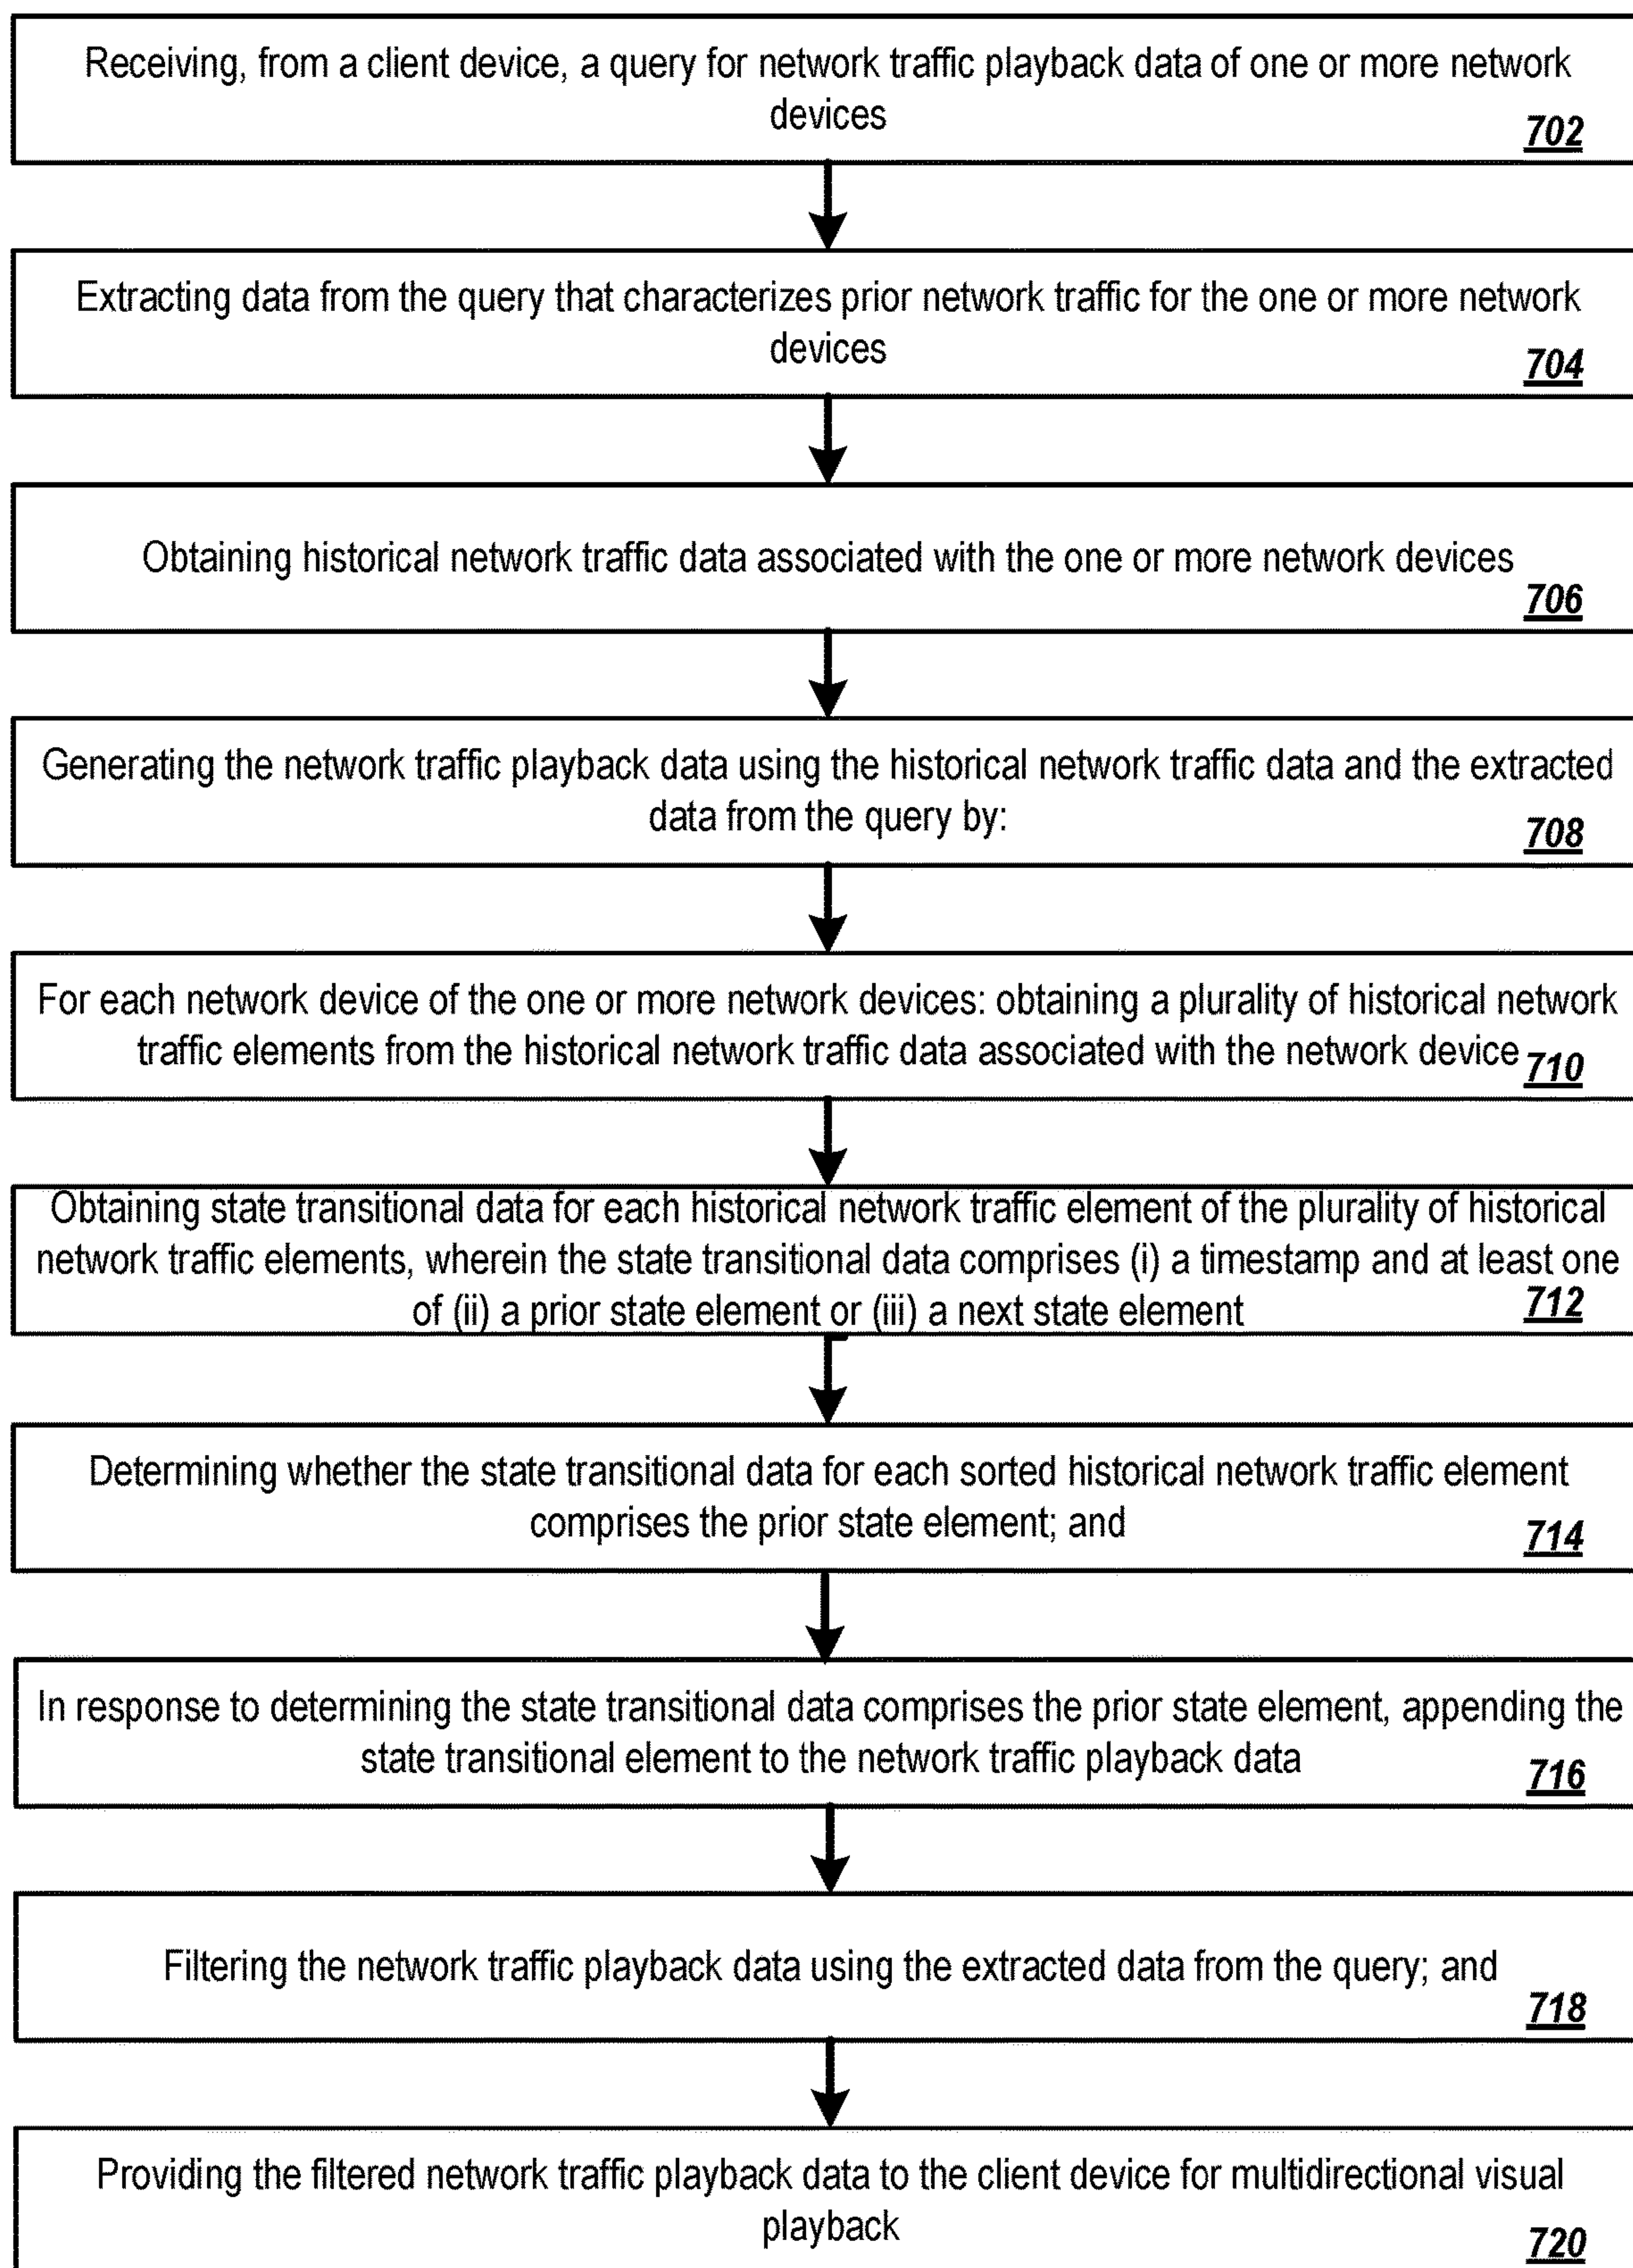 Receiving, from a client device, a query for network traffic playback data of one or more network
devices
702
Extracting data from the query that characterizes prior network traffic for the one or more network
devices
704
Obtaining historical network traffic data associated with the one or more network devices
706
Generating the network traffic playback data using the historical network traffic data and the extracted
data from the query by:
708
For each network device of the one or more network devices: obtaining a plurality of historical network
traffic elements from the historical network traffic data associated with the network device
710
Obtaining state transitional data for each historical network traffic element of the plurality of historical
network traffic elements, wherein the state transitional data comprises (i) a timestamp and at least one
of (ii) a prior state element or (iii) a next state element
712
Determining whether the state transitional data for each sorted historical network traffic element
comprises the prior state element; and
714
In response to determining the state transitional data comprises the prior state element, appending the
state transitional element to the network traffic playback data
716
Filtering the network traffic playback data using the extracted data from the query; and
718
Providing the filtered network traffic playback data to the client device for multidirectional visual
playback
720